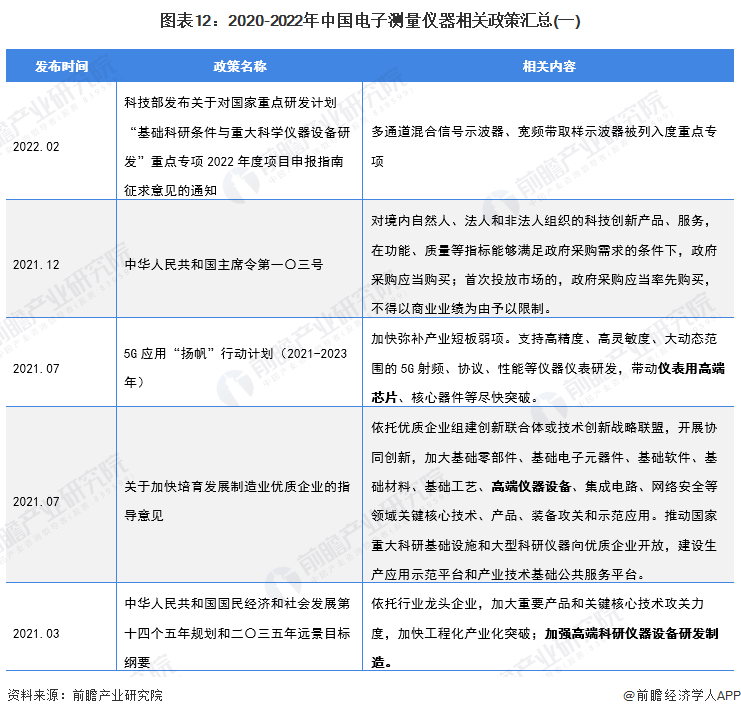 图表12：2020-2022年中国电子测量仪器相关政策汇总(一)
发布时间
政策名称
相关内容
2022.02
科技部发布关于对国家重点研发计划
“基础科研条件与重大科学仪器设备研
发”重点专项 2022 年度项目申报指南
征求意见的通知
多通道混合信号示波器、宽频带取样示波器被列入度重点专
项
2021.12
中华人民共和国主席令第一〇三号
对境内自然人、法人和非法人组织的科技创新产品、服务，
在功能、质量等指标能够满足政府采购需求的条件下，政府
采购应当购买；首次投放市场的，政府采购应当率先购买，
不得以商业业绩为由予以限制。
2021.07
5G 应用“扬帆”行动计划（2021-2023
年）
加快弥补产业短板弱项。支持高精度、高灵敏度、大动态范
围的 5G 射频、协议、性能等仪器仪表研发，带动仪表用高端
芯片、核心器件等尽快突破。
2021.07
关于加快培育发展制造业优质企业的指
导意见
依托优质企业组建创新联合体或技术创新战略联盟，开展协
同创新，加大基础零部件、基础电子元器件、基础软件、基
础材料、基础工艺、高端仪器设备、集成电路、网络安全等
领域关键核心技术、产品、装备攻关和示范应用。推动国家
重大科研基础设施和大型科研仪器向优质企业开放，建设生
产应用示范平台和产业技术基础公共服务平台。
2021.03
中华人民共和国国民经济和社会发展第
十四个五年规划和二〇三五年远景目标
纲要
依托行业龙头企业，加大重要产品和关键核心技术攻关力
度，加快工程化产业化突破；加强高端科研仪器设备研发制
造。
资料来源：前瞻产业研究院
@前瞻经济学人APP